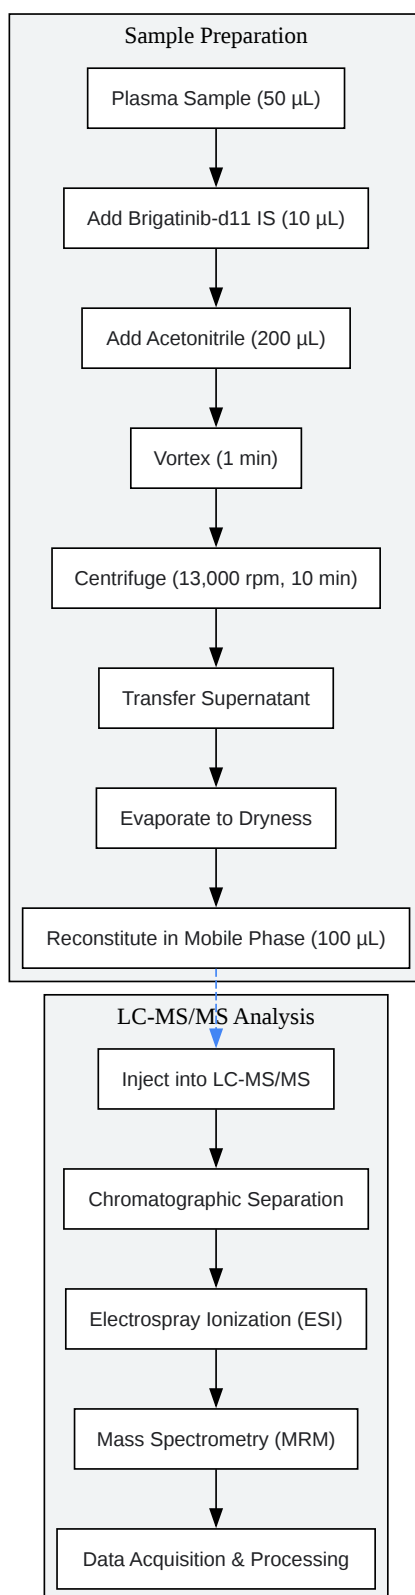 Sample Preparation
Plasma Sample (50 µL)
Add Brigatinib-d11 IS (10 µL)
Add Acetonitrile (200 µL)
Vortex (1 min)
Centrifuge (13,000 rpm, 10 min)
Transfer Supernatant
Evaporate to Dryness
Reconstitute in Mobile Phase (100 µL)
LC-MS/MS Analysis
Inject into LC-MS/MS
Chromatographic Separation
Electrospray Ionization (ESI)
Mass Spectrometry (MRM)
Data Acquisition & Processing